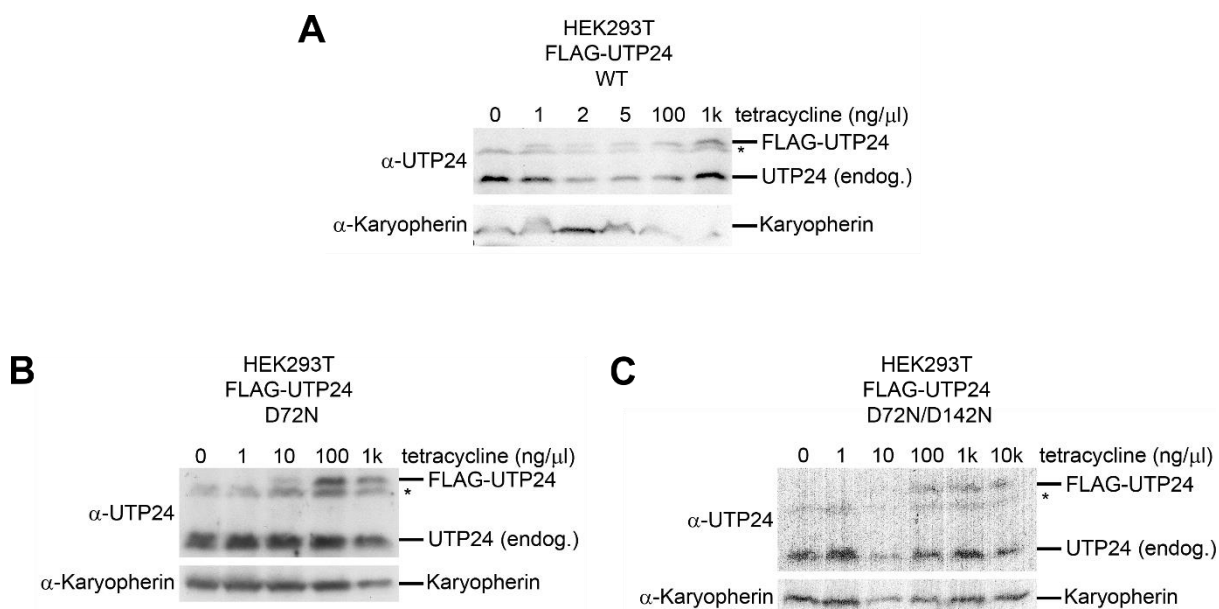 A
HEK293T
FLAG-UTP24
WT
0 1 2 5 100 1k tetracycline (ng/µl)
α-UTP24
FLAG-UTP24
*
UTP24 (endog.)
α-Karyopherin Karyopherin
B
HEK293T
FLAG-UTP24
D72N
0 1 10 100 1k tetracycline (ng/µl)
α-UTP24
FLAG-UTP24
*
UTP24 (endog.)
α-Karyopherin Karyopherin
C
HEK293T
FLAG-UTP24
D72N/D142N
0 1 10 100 1k 10k tetracycline (ng/µl)
α-UTP24
FLAG-UTP24
*
UTP24 (endog.)
α-Karyopherin Karyopherin